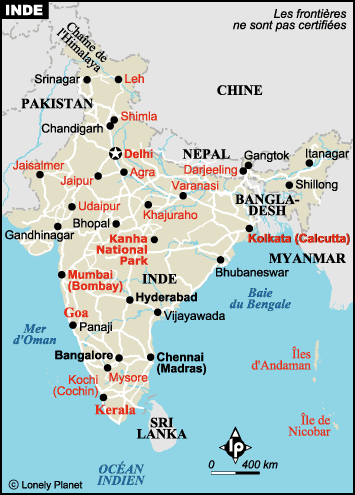 INDE
Les frontières
ne sont pas certifiées
Chaîne de
l'Himalaya
Srinagar
Leh
PAKISTAN
CHINE
Shimla
Chandigarh
Delhi
NEPAL
Gangtok
Itanagar
Jaisalmer
Jaipur
Agra
Darjeeling
Varanasi
Shillong
Udaipur
Khajuraho
BANGLA-
DESH
Gandhinagar
Bhopal
Kanha
National
Park
Kolkata (Calcutta)
MYANMAR
Mumbai
(Bombay)
INDE
Bhubaneswar
Hyderabad
Baie
du Bengale
Goa
Panaji
Vijayawada
Mer
d'Oman
Bangalore
Chennai
(Madras)
Îles
d'Andaman
Kochi
(Cochin)
Mysore
Kerala
SRI
LANKA
Île de
Nicobar
lp
OCÉAN
INDIEN
0
400 km
© Lonely Planet